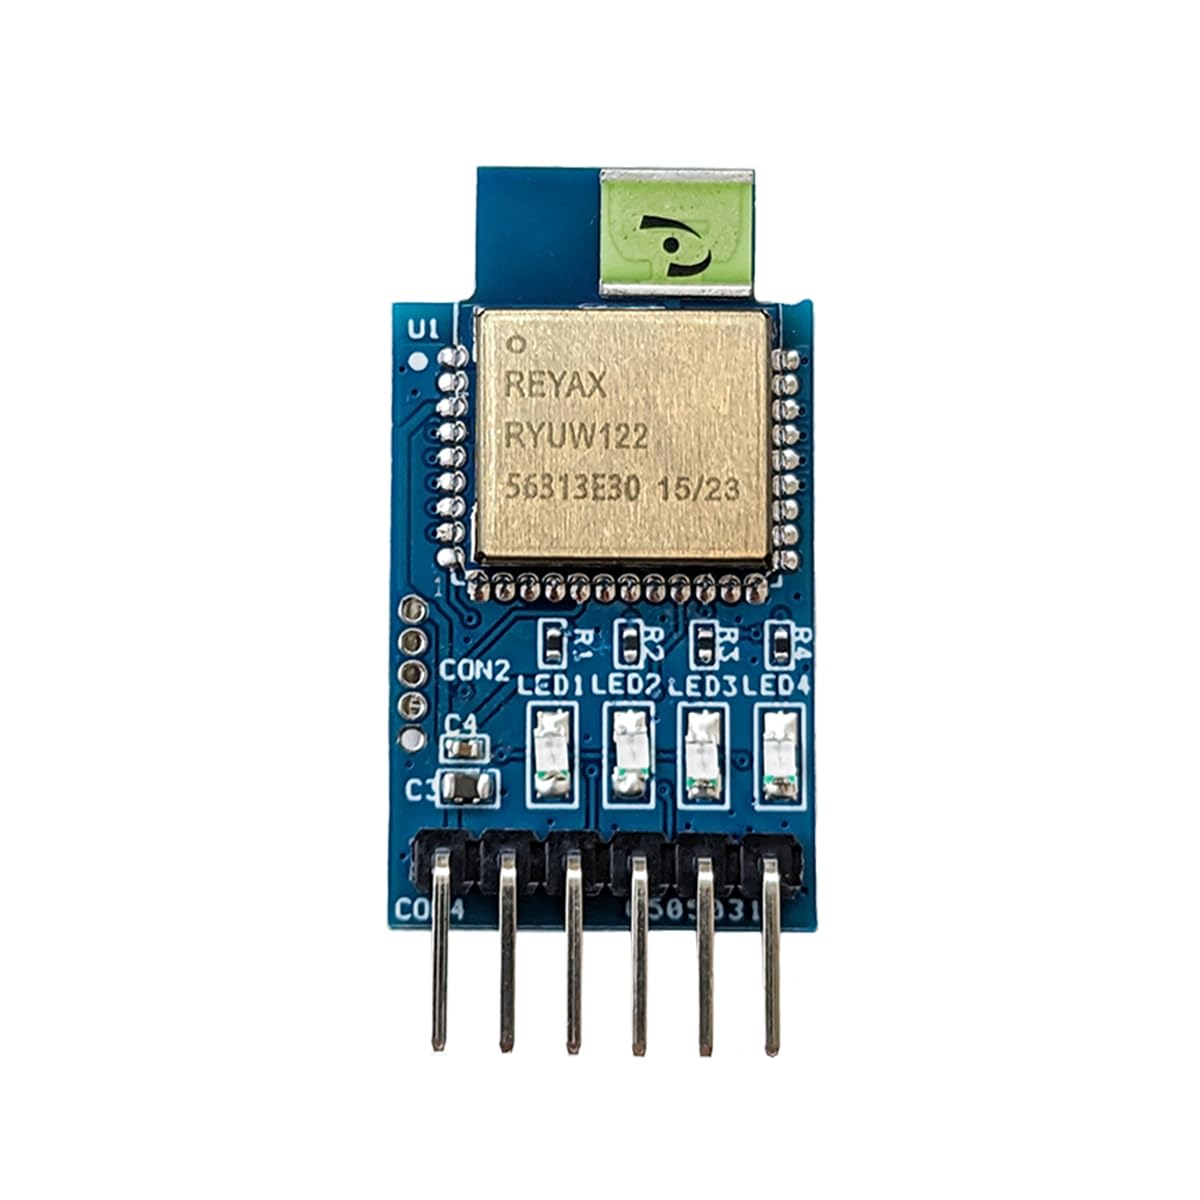 U1
REYAX
RYUW122
56313E30 15/23
1
R1 R2 R3 R4
CON2
LED1 LED2 LED3 LED4
C4
C3